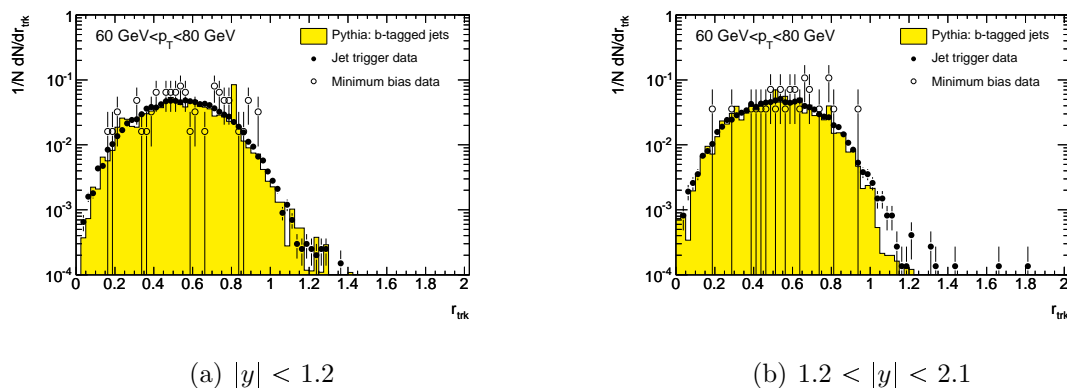 1/N dN/dr_trk
1
10^-1
10^-2
10^-3
10^-4
60 GeV<p_T<80 GeV
Pythia: b-tagged jets
Jet trigger data
Minimum bias data
0 0.2 0.4 0.6 0.8 1 1.2 1.4 1.6 1.8 2
r_trk
(a) |y| < 1.2
1/N dN/dr_trk
1
10^-1
10^-2
10^-3
10^-4
60 GeV<p_T<80 GeV
Pythia: b-tagged jets
Jet trigger data
Minimum bias data
0 0.2 0.4 0.6 0.8 1 1.2 1.4 1.6 1.8 2
r_trk
(b) 1.2 < |y| < 2.1